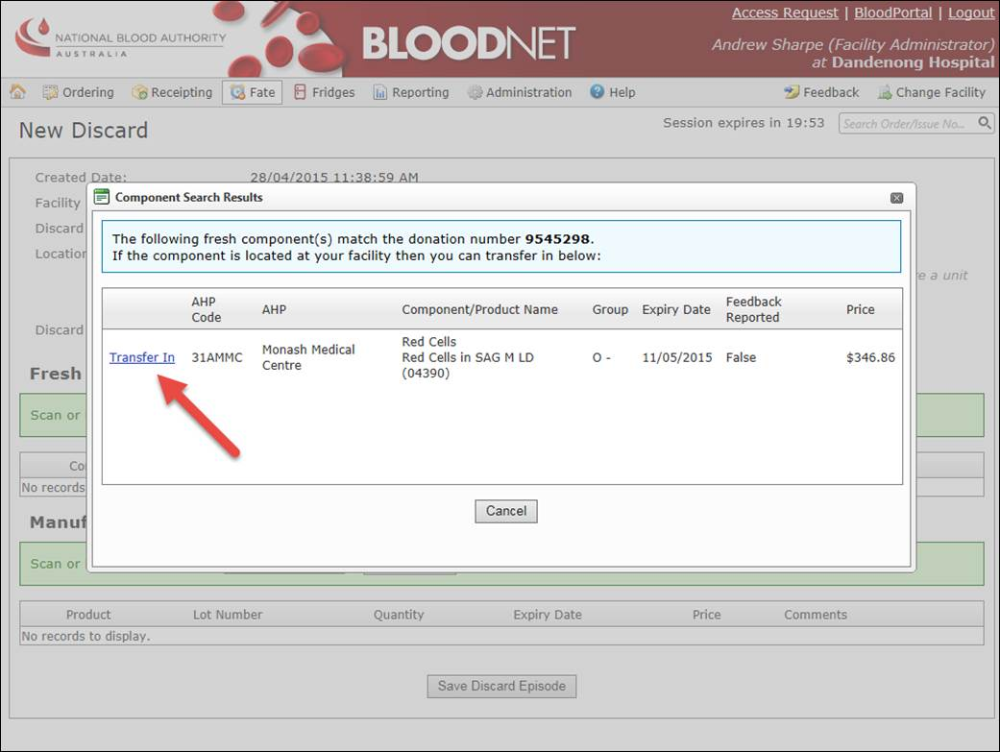 Access Request | BloodPortal | Logout
NATIONAL BLOOD AUTHORITY
AUSTRALIA
BLOODNET
Andrew Sharpe (Facility Administrator)
at Dandenong Hospital
Ordering Receipting Fate Fridges Reporting Administration Help Feedback Change Facility
New Discard
Session expires in 19:53
Search Order/Issue No...
Created Date: 28/04/2015 11:38:59 AM
Facility
Discard
Location
re a unit
Discard
Component Search Results
The following fresh component(s) match the donation number 9545298.
If the component is located at your facility then you can transfer in below:
AHP Code AHP Component/Product Name Group Expiry Date Feedback Reported Price
Transfer In 31AMMC Monash Medical Centre Red Cells Red Cells in SAG M LD (04390) O - 11/05/2015 False $346.86
Cancel
Fresh
Scan or
Co
No records
Manuf
Scan or
Product Lot Number Quantity Expiry Date Price Comments
No records to display.
Save Discard Episode